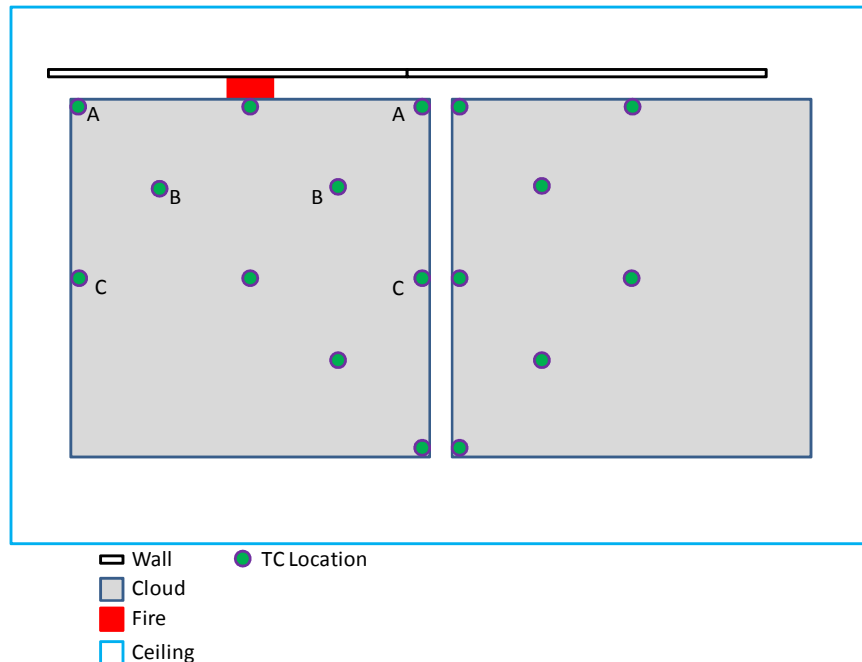 A A
B B
C C
Wall TC Location
Cloud
Fire
Ceiling